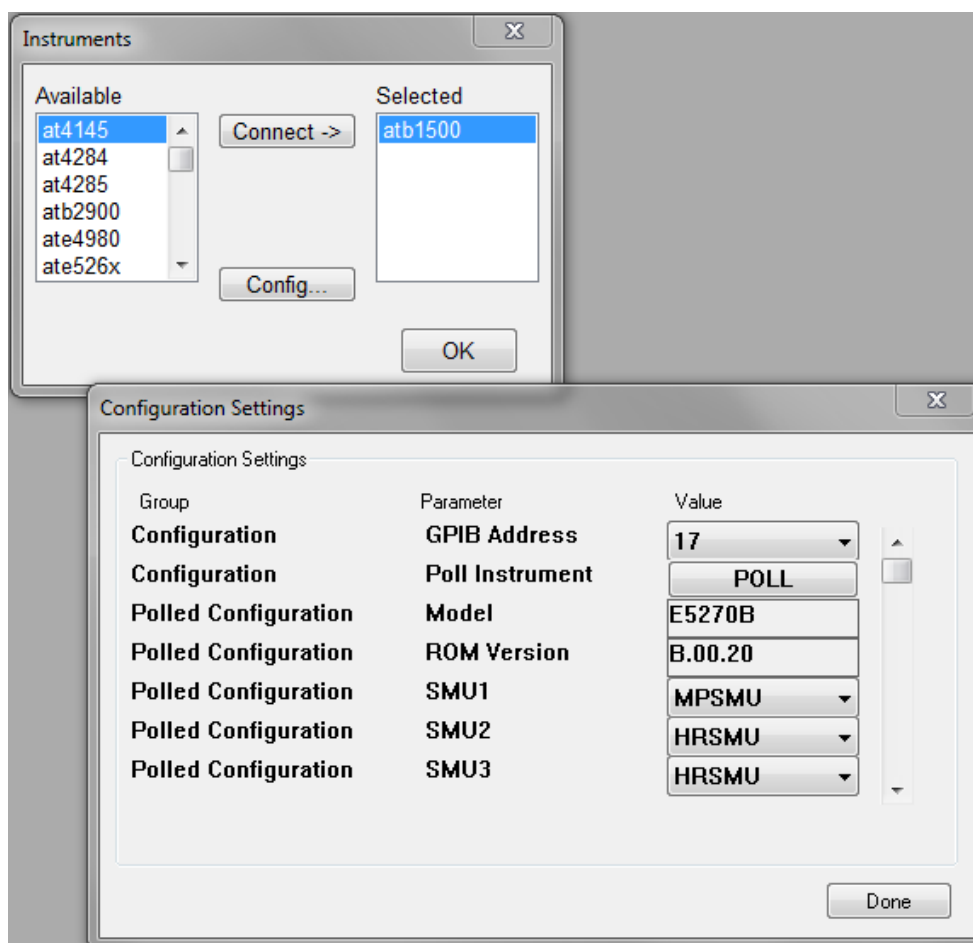 Instruments
Available
Selected
at4145
Connect ->
atb1500
at4284
at4285
atb2900
ate4980
ate526x
Config...
OK
Configuration Settings
Configuration Settings
Group Parameter Value
Configuration GPIB Address 17
Configuration Poll Instrument POLL
Polled Configuration Model E5270B
Polled Configuration ROM Version B.00.20
Polled Configuration SMU1 MPSMU
Polled Configuration SMU2 HRSMU
Polled Configuration SMU3 HRSMU
Done